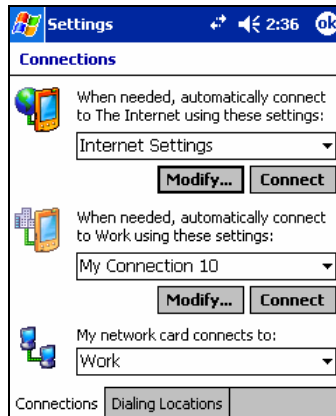 Settings 2:36 ok
Connections
When needed, automatically connect
to The Internet using these settings:
Internet Settings
Modify... Connect
When needed, automatically connect
to Work using these settings:
My Connection 10
Modify... Connect
My network card connects to:
Work
Connections Dialing Locations